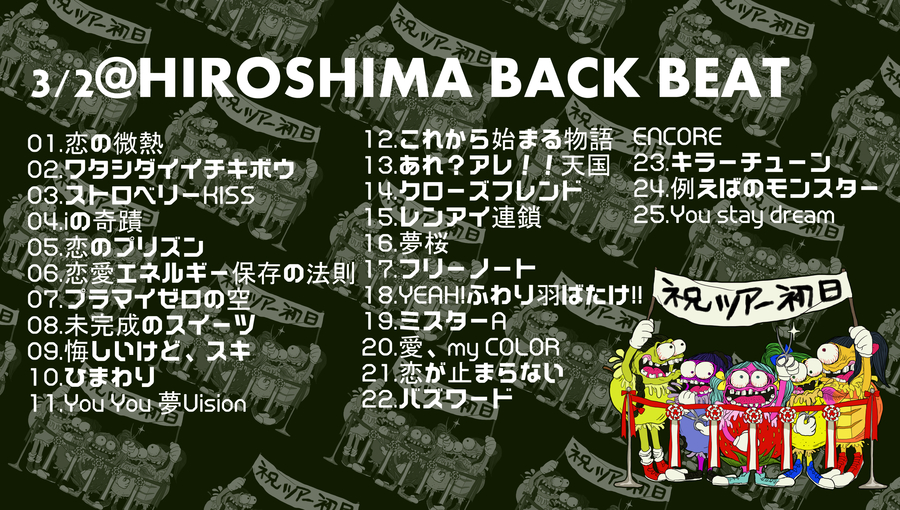 3/2@HIROSHIMA BACK BEAT
01.恋の微熱
02.ワタシダイイチキボウ
03.ストロベリーKISS
04.iの奇蹟
05.恋のプリズン
06.恋愛エネルギー保存の法則
07.プラマイゼロの空
08.未完成のスイーツ
09.悔しいけど、スキ
10.ひまわり
11.You You 夢Vision
12.これから始まる物語
13.あれ？アレ！！天国
14.クローズフレンド
15.レンアイ連鎖
16.夢桜
17.フリーノート
18.YEAH!ふわり羽ばたけ!!
19.ミスターA
20.愛、my COLOR
21.恋が止まらない
22.パスワード
ENCORE
23.キラーチューン
24.例えばのモンスター
25.You stay dream
祝ツアー初日